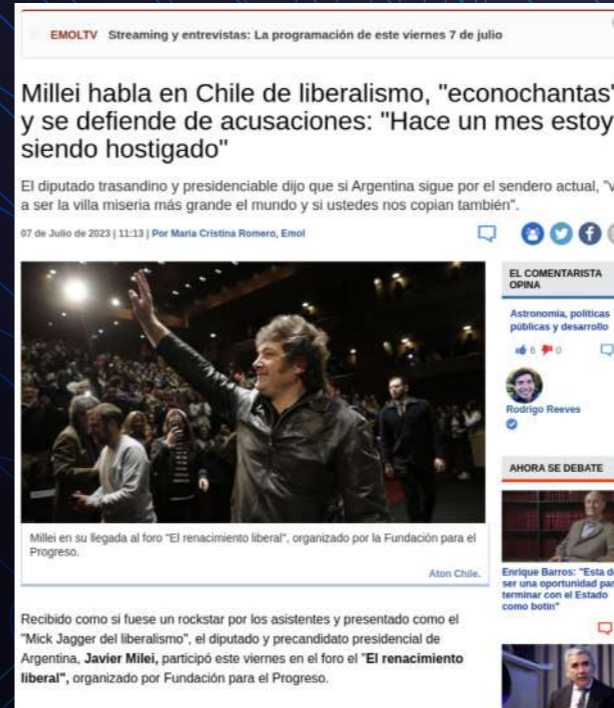 EMOLTV Streaming y entrevistas: La programación de este viernes 7 de julio
Millei habla en Chile de liberalismo, "econochantas"
y se defiende de acusaciones: "Hace un mes estoy
siendo hostigado"
El diputado trasandino y presidenciable dijo que si Argentina sigue por el sendero actual,
a ser la villa miseria más grande el mundo y si ustedes nos copian también".
07 de Julio de 2023 | 11:13 | Por María Cristina Romero, Emol
Millei en su llegada al foro "El renacimiento liberal", organizado por la Fundación para el
Progreso.
Aton Chile.
Recibido como si fuese un rockstar por los asistentes y presentado como el
"Mick Jagger del liberalismo", el diputado y precandidato presidencial de
Argentina, Javier Milei, participó este viernes en el foro el "El renacimiento
liberal", organizado por Fundación para el Progreso.
EL COMENTARISTA
OPINA
Astronomía, políticas
públicas y desarrollo
6 0
Rodrigo Reeves
AHORA SE DEBATE
Enrique Barros: "Esta
ser una oportunidad
terminar con el Estado
como botín"